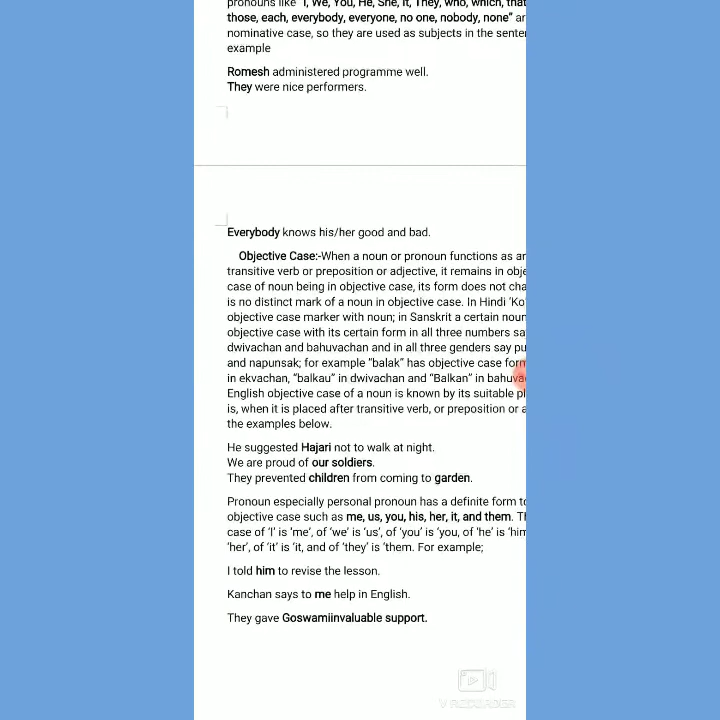 pronouns like "I, We, You, He, She, It, They, who, which, that
those, each, everybody, everyone, no one, nobody, none" ar
nominative case, so they are used as subjects in the senter
example
Romesh administered programme well.
They were nice performers.
Everybody knows his/her good and bad.
Objective Case:-When a noun or pronoun functions as an
transitive verb or preposition or adjective, it remains in obje
case of noun being in objective case, its form does not cha
is no distinct mark of a noun in objective case. In Hindi 'Ko'
objective case marker with noun; in Sanskrit a certain noun
objective case with its certain form in all three numbers sa
dwivachan and bahuvachan and in all three genders say pu
and napunsak; for example "balak" has objective case form
in ekvachan, "balkau" in dwivachan and "Balkan" in bahuva
English objective case of a noun is known by its suitable pl
is, when it is placed after transitive verb, or preposition or a
the examples below.
He suggested Hajari not to walk at night.
We are proud of our soldiers.
They prevented children from coming to garden.
Pronoun especially personal pronoun has a definite form to
objective case such as me, us, you, his, her, it, and them. Th
case of 'I' is 'me', of 'we' is 'us', of 'you' is 'you, of 'he' is 'him
'her', of 'it' is 'it, and of 'they' is 'them. For example;
I told him to revise the lesson.
Kanchan says to me help in English.
They gave Goswamiinvaluable support.